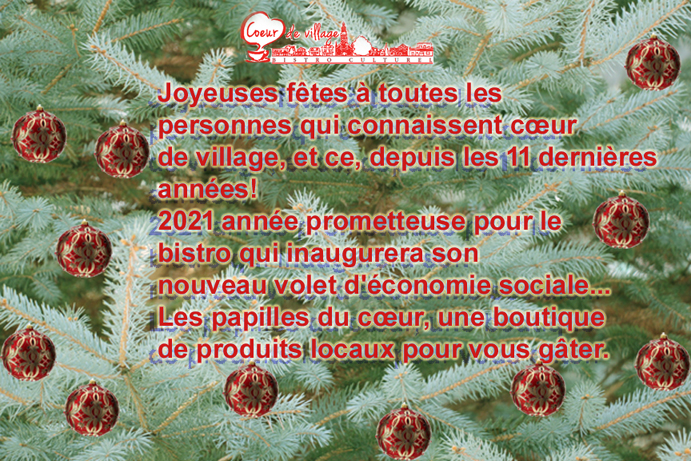 Coeur de village
BISTRO CULTUREL
Joyeuses fêtes à toutes les
personnes qui connaissent cœur
de village, et ce, depuis les 11 dernières
années!
2021 année prometteuse pour le
bistro qui inaugurera son
nouveau volet d'économie sociale...
Les papilles du cœur, une boutique
de produits locaux pour vous gâter.